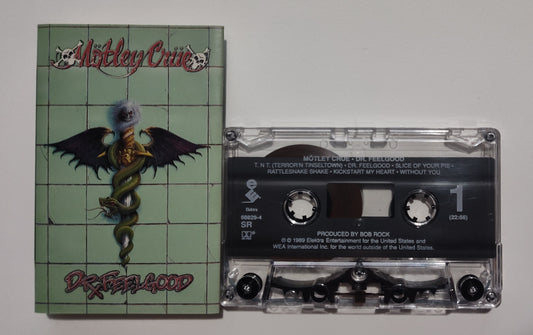 Mötley Crüe
Dr. Feelgood
MÖTLEY CRÜE • DR. FEELGOOD
T.N.T. (TERROR'N TINSELTOWN) • DR. FEELGOOD • SLICE OF YOUR PIE •
RATTLESNAKE SHAKE • KICKSTART MY HEART • WITHOUT YOU
Elektra
60829-4
SR
1
(22:56)
PRODUCED BY BOB ROCK
℗ © 1989 Elektra Entertainment for the United States and
WEA International Inc. for the world outside of the United States.